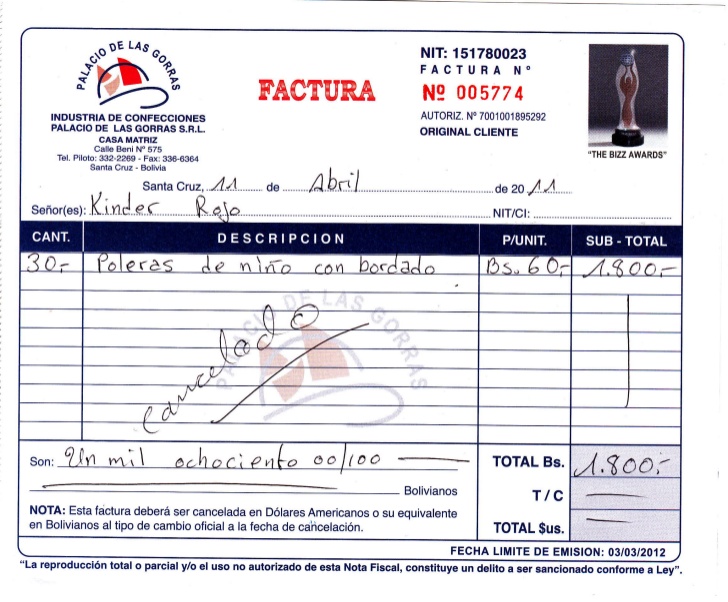 PALACIO DE LAS GORRAS
INDUSTRIA DE CONFECCIONES
PALACIO DE LAS GORRAS S.R.L.
CASA MATRIZ
Calle Beni Nº 575
Tel. Piloto: 332-2269 - Fax: 336-6364
Santa Cruz - Bolivia
FACTURA
NIT: 151780023
FACTURA Nº
Nº 005774
AUTORIZ. Nº 7001001895292
ORIGINAL CLIENTE
"THE BIZZ AWARDS"
Santa Cruz, 11 de Abril de 2011
Señor(es): Kinder Rojo NIT/CI:
CANT. DESCRIPCION P/UNIT. SUB - TOTAL
30,- Poleras de niño con bordado Bs. 60,- 1.800,-
PALACIO DE LAS GORRAS
cancelado
Son: Un mil ochociento 00/100 TOTAL Bs. 1.800,-
Bolivianos
T / C
NOTA: Esta factura deberá ser cancelada en Dólares Americanos o su equivalente
en Bolivianos al tipo de cambio oficial a la fecha de cancelación.
TOTAL $us.
FECHA LIMITE DE EMISION: 03/03/2012
"La reproducción total o parcial y/o el uso no autorizado de esta Nota Fiscal, constituye un delito a ser sancionado conforme a Ley".